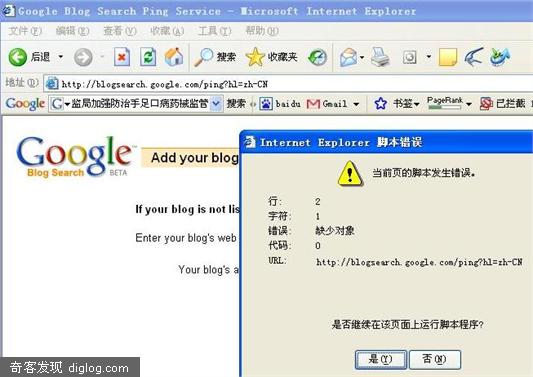 Google Blog Search Ping Service - Microsoft Internet Explorer
文件(F) 编辑(E) 查看(V) 收藏(A) 工具(T) 帮助(H)
后退 搜索 收藏夹
地址(D) http://blogsearch.google.com/ping?hl=zh-CN
Google G 监局加强防治手足口病药械监管 搜索 baidu Gmail 书签 PageRank 已拦截
Google
Blog Search BETA
Add your blog
If your blog is not lis
Enter your blog's web
Your blog's a
Internet Explorer 脚本错误
当前页的脚本发生错误。
行: 2
字符: 1
错误: 缺少对象
代码: 0
URL: http://blogsearch.google.com/ping?hl=zh-CN
是否继续在该页面上运行脚本程序?
是(Y) 否(N)
奇客发现 diglog.com